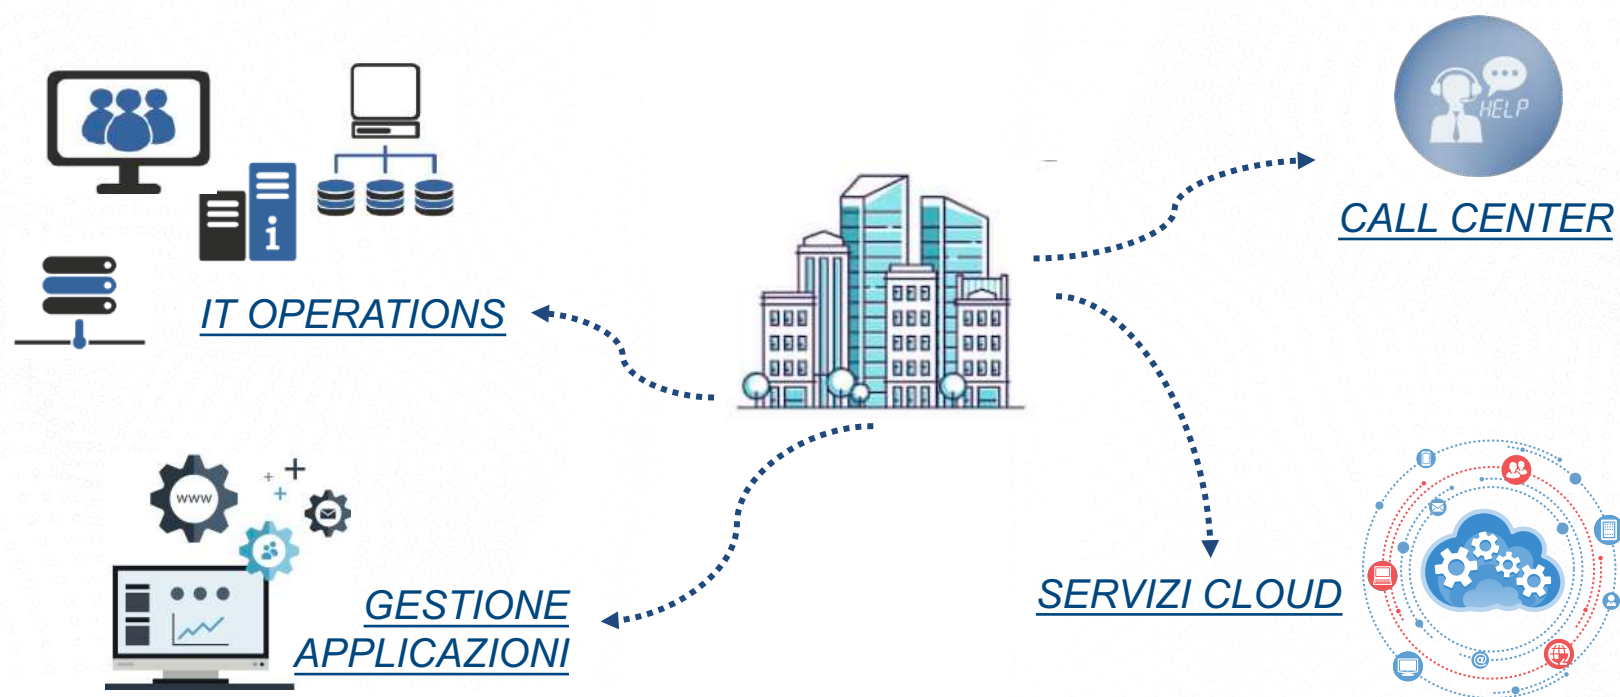 HELP
CALL CENTER
i
IT OPERATIONS
www
GESTIONE
APPLICAZIONI
SERVIZI CLOUD
@